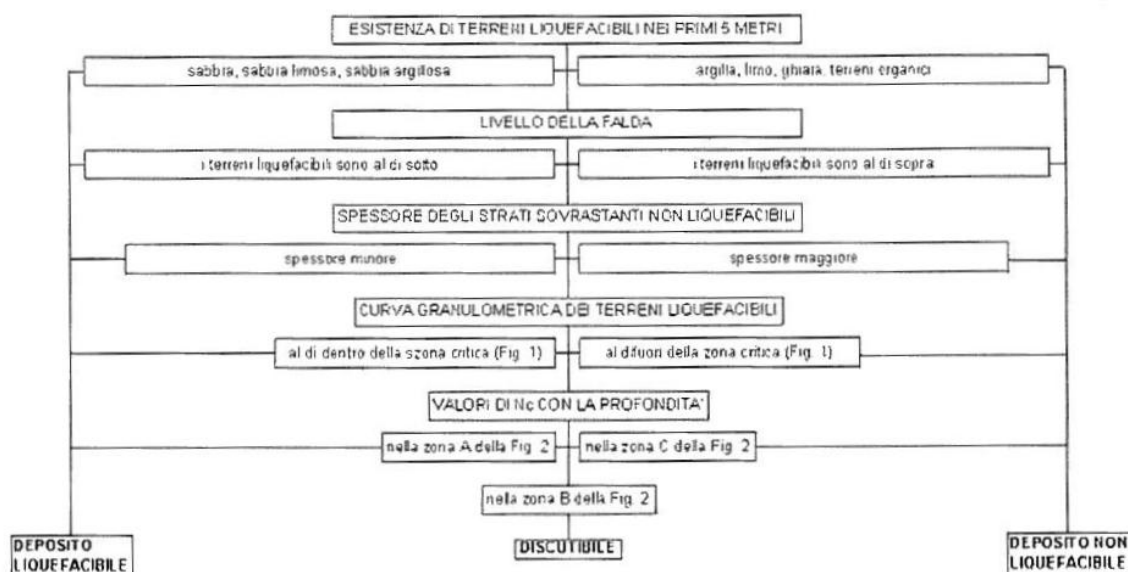 ESISTENZA DI TERRENI LIQUEFACIBILI NEI PRIMI 5 METRI
sabbia, sabbia limosa, sabbia argillosa
argilla, limo, ghiaia, terreni organici
LIVELLO DELLA FALDA
i terreni liquefacibili sono al di sotto
i terreni liquefacibili sono al di sopra
SPESSORE DEGLI STRATI SOVRASTANTI NON LIQUEFACIBILI
spessore minore
spessore maggiore
CURVA GRANULOMETRICA DEI TERRENI LIQUEFACIBILI
al di dentro della szona critica (Fig. 1)
al difuori della zona critica (Fig. 1)
VALORI DI Nc CON LA PROFONDITA'
nella zona A della Fig. 2
nella zona C della Fig. 2
nella zona B della Fig. 2
DEPOSITO
LIQUEFACIBILE
DISCUTIBILE
DEPOSITO NON
LIQUEFACIBILE